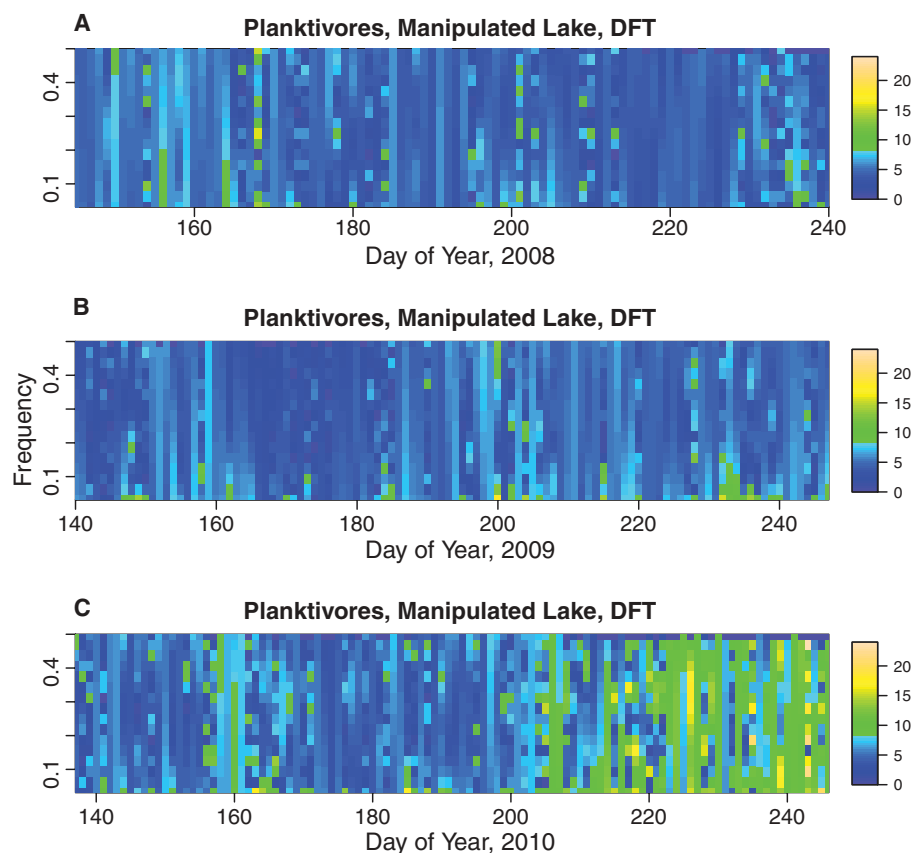 A
Planktivores, Manipulated Lake, DFT
0.4
0.1
160 180 200 220 240
Day of Year, 2008
20
15
10
5
0
B
Planktivores, Manipulated Lake, DFT
Frequency
0.4
0.1
140 160 180 200 220 240
Day of Year, 2009
20
15
10
5
0
C
Planktivores, Manipulated Lake, DFT
0.4
0.1
140 160 180 200 220 240
Day of Year, 2010
20
15
10
5
0